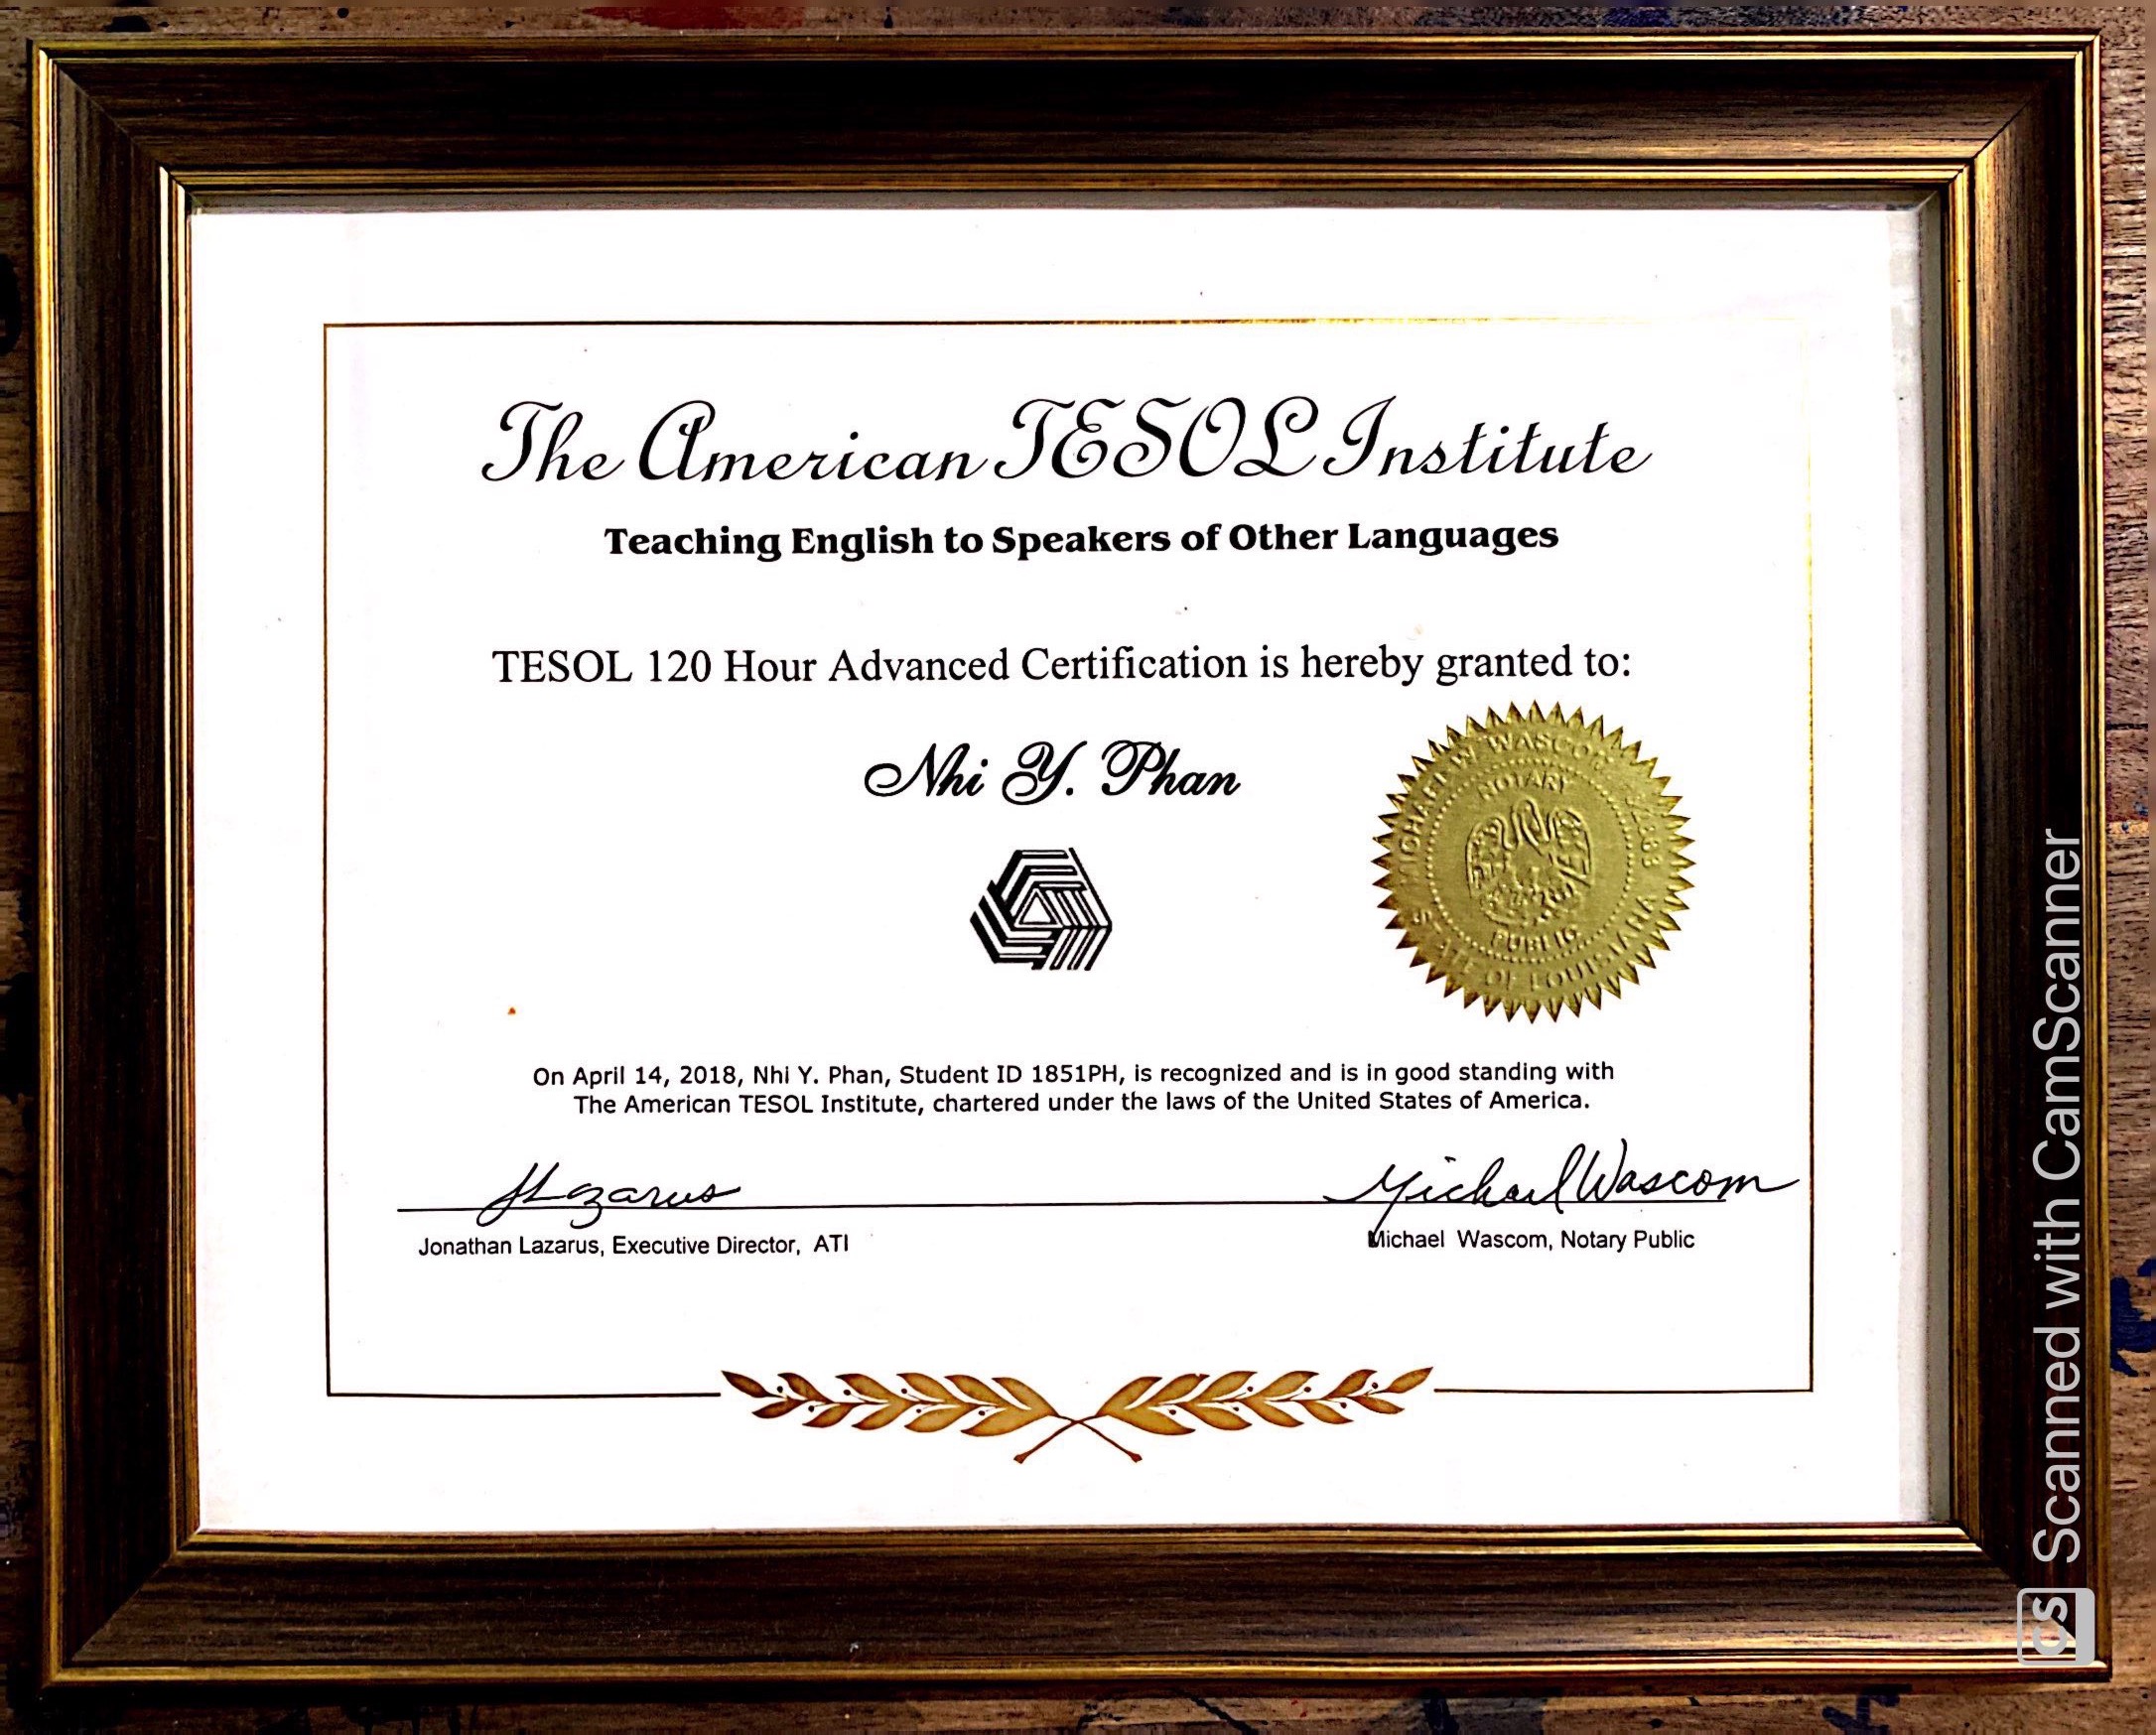 The American TESOL Institute
Teaching English to Speakers of Other Languages
TESOL 120 Hour Advanced Certification is hereby granted to:
Nhi Y. Phan
MICHAEL W WASCOM
NOTARY
PUBLIC
STATE OF LOUISIANA
On April 14, 2018, Nhi Y. Phan, Student ID 1851PH, is recognized and is in good standing with
The American TESOL Institute, chartered under the laws of the United States of America.
JLazarus
Michael Wascom
Jonathan Lazarus, Executive Director, ATI
Michael Wascom, Notary Public
CS Scanned with CamScanner